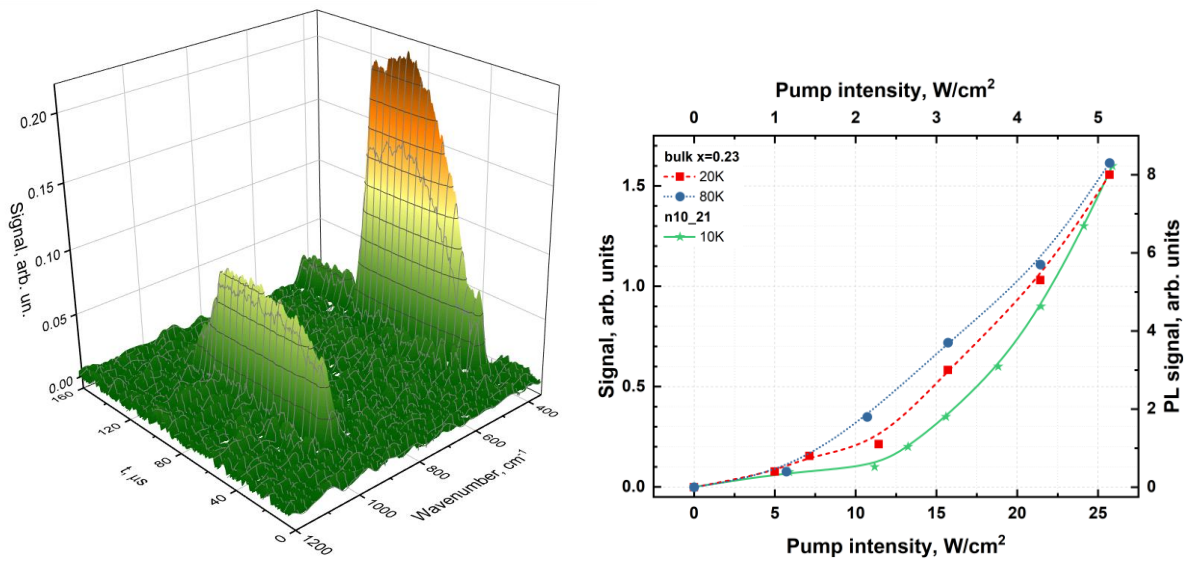 0.20
0.15
0.10
0.05
0.00
Signal, arb. un.
160
120
80
40
0
t, μs
400
600
800
1000
1200
Wavenumber, cm⁻¹
Pump intensity, W/cm²
0 1 2 3 4 5
bulk x=0.23
20K
80K
n10_21
10K
1.5
1.0
0.5
0.0
Signal, arb. units
8
6
4
2
0
PL signal, arb. units
0 5 10 15 20 25
Pump intensity, W/cm²